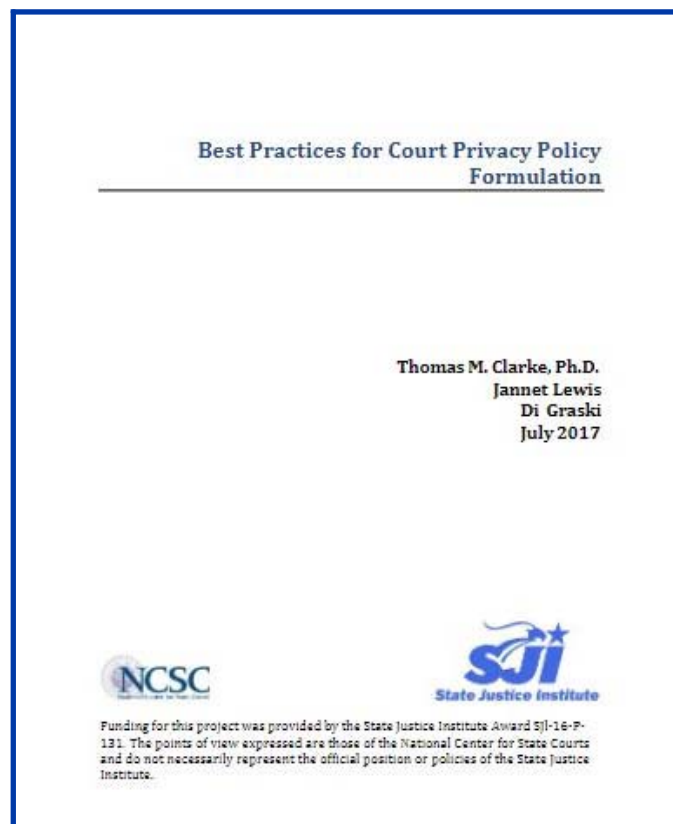 Best Practices for Court Privacy Policy
Formulation
Thomas M. Clarke, Ph.D.
Jannet Lewis
Di Graski
July 2017
NCSC
SJI
State Justice Institute
Funding for this project was provided by the State Justice Institute Award SJI-16-P-
131. The points of view expressed are those of the National Center for State Courts
and do not necessarily represent the official position or policies of the State Justice
Institute.